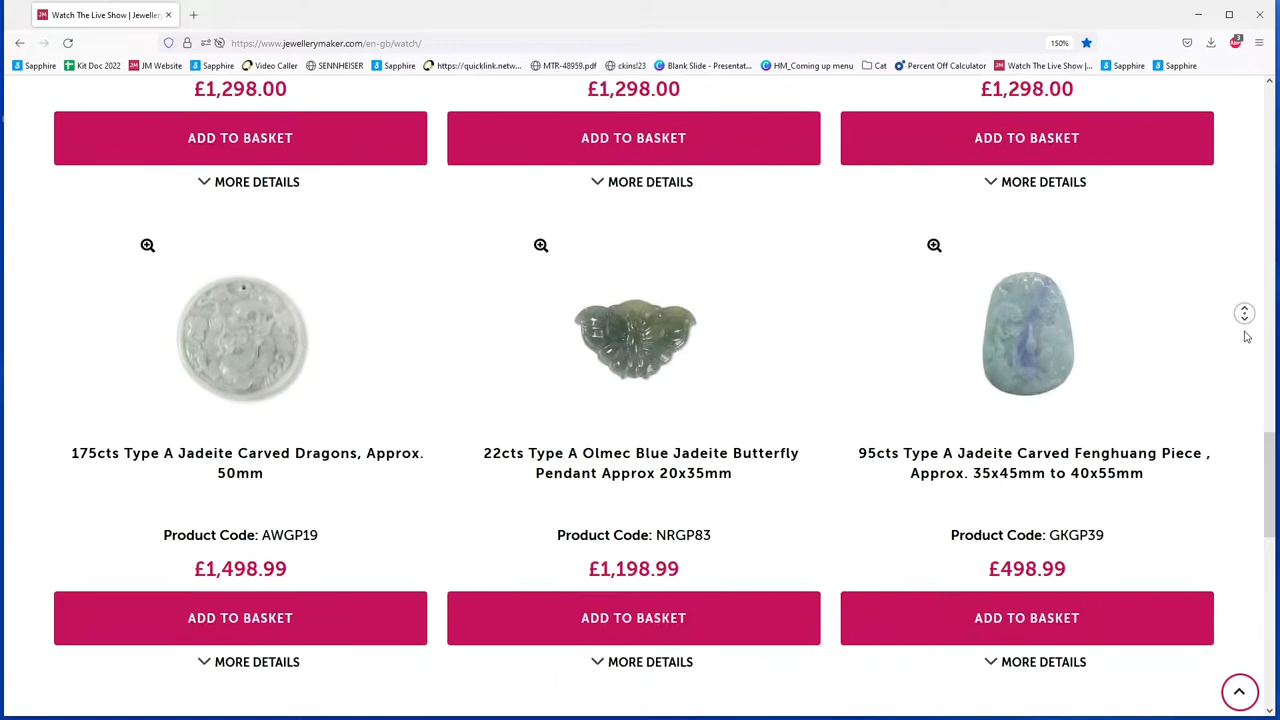 Watch The Live Show | Jeweller
https://www.jewellerymaker.com/en-gb/watch/
150%
Sapphire
Kit Doc 2022
JM Website
Sapphire
Video Caller
SENNHEISER
Sapphire
https://quicklink.netw...
MTR-48959.pdf
ckins!23
Blank Slide - Presentat...
HM_Coming up menu
Cat
Percent Off Calculator
Watch The Live Show |...
Sapphire
Sapphire
£1,298.00
£1,298.00
£1,298.00
ADD TO BASKET
ADD TO BASKET
ADD TO BASKET
MORE DETAILS
MORE DETAILS
MORE DETAILS
175cts Type A Jadeite Carved Dragons, Approx.
50mm
22cts Type A Olmec Blue Jadeite Butterfly
Pendant Approx 20x35mm
95cts Type A Jadeite Carved Fenghuang Piece ,
Approx. 35x45mm to 40x55mm
Product Code: AWGP19
Product Code: NRGP83
Product Code: GKGP39
£1,498.99
£1,198.99
£498.99
ADD TO BASKET
ADD TO BASKET
ADD TO BASKET
MORE DETAILS
MORE DETAILS
MORE DETAILS